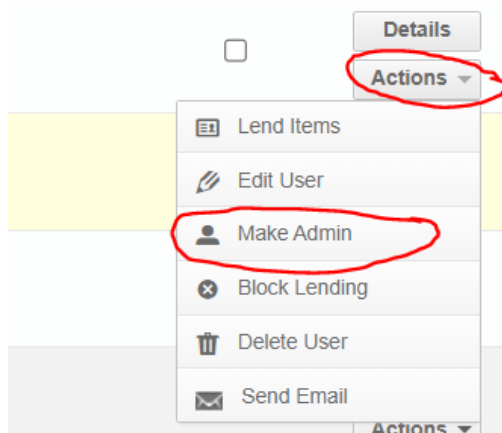 Details
Actions
Lend Items
Edit User
Make Admin
Block Lending
Delete User
Send Email
Actions